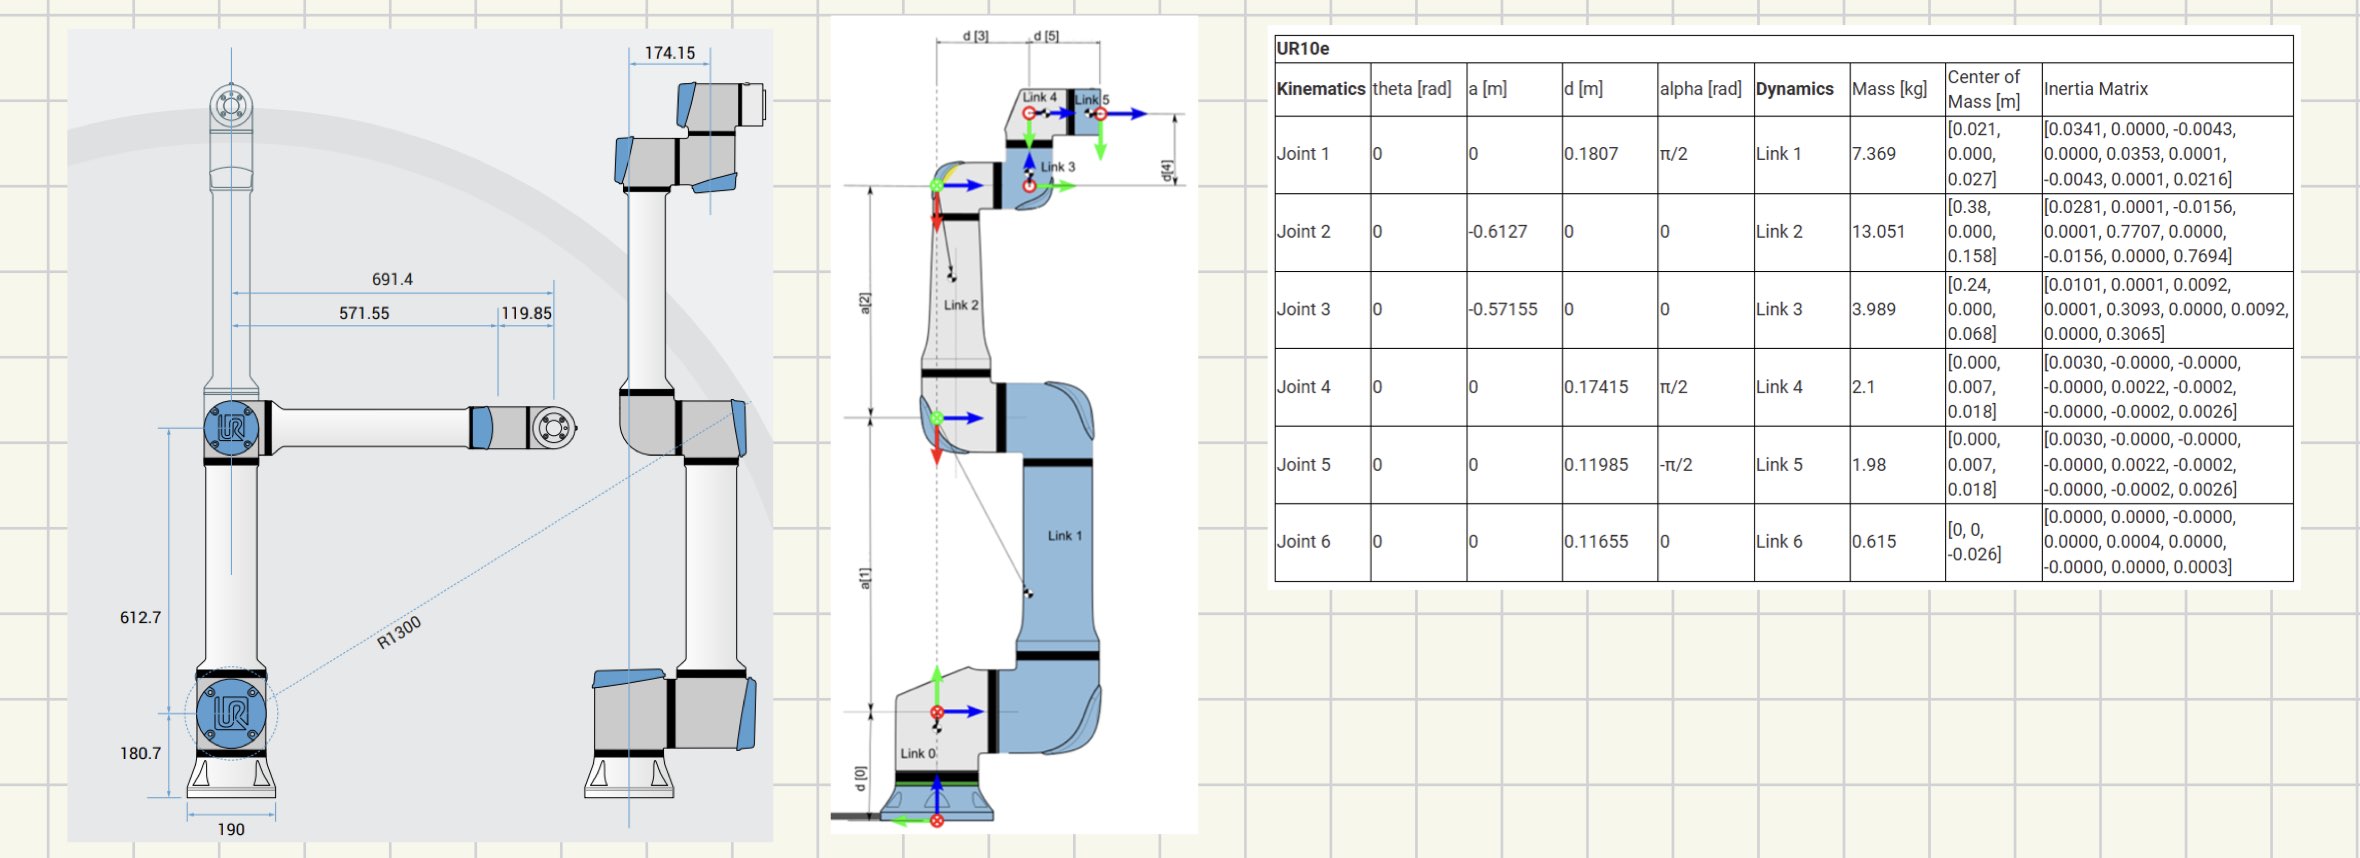 174.15
691.4
571.55
119.85
612.7
R1300
180.7
190
UR
UR
d [3]
d [5]
Link 4
Link 5
Link 3
d[4]
a[2]
Link 2
Link 1
a[1]
Link 0
d [0]
UR10e
Kinematics theta [rad] a [m] d [m] alpha [rad] Dynamics Mass [kg] Center of Mass [m] Inertia Matrix
Joint 1 0 0 0.1807 π/2 Link 1 7.369 [0.021, 0.000, 0.027] [0.0341, 0.0000, -0.0043, 0.0000, 0.0353, 0.0001, -0.0043, 0.0001, 0.0216]
Joint 2 0 -0.6127 0 0 Link 2 13.051 [0.38, 0.000, 0.158] [0.0281, 0.0001, -0.0156, 0.0001, 0.7707, 0.0000, -0.0156, 0.0000, 0.7694]
Joint 3 0 -0.57155 0 0 Link 3 3.989 [0.24, 0.000, 0.068] [0.0101, 0.0001, 0.0092, 0.0001, 0.3093, 0.0000, 0.0092, 0.0000, 0.3065]
Joint 4 0 0 0.17415 π/2 Link 4 2.1 [0.000, 0.007, 0.018] [0.0030, -0.0000, -0.0000, -0.0000, 0.0022, -0.0002, -0.0000, -0.0002, 0.0026]
Joint 5 0 0 0.11985 -π/2 Link 5 1.98 [0.000, 0.007, 0.018] [0.0030, -0.0000, -0.0000, -0.0000, 0.0022, -0.0002, -0.0000, -0.0002, 0.0026]
Joint 6 0 0 0.11655 0 Link 6 0.615 [0, 0, -0.026] [0.0000, 0.0000, -0.0000, 0.0000, 0.0004, 0.0000, -0.0000, 0.0000, 0.0003]